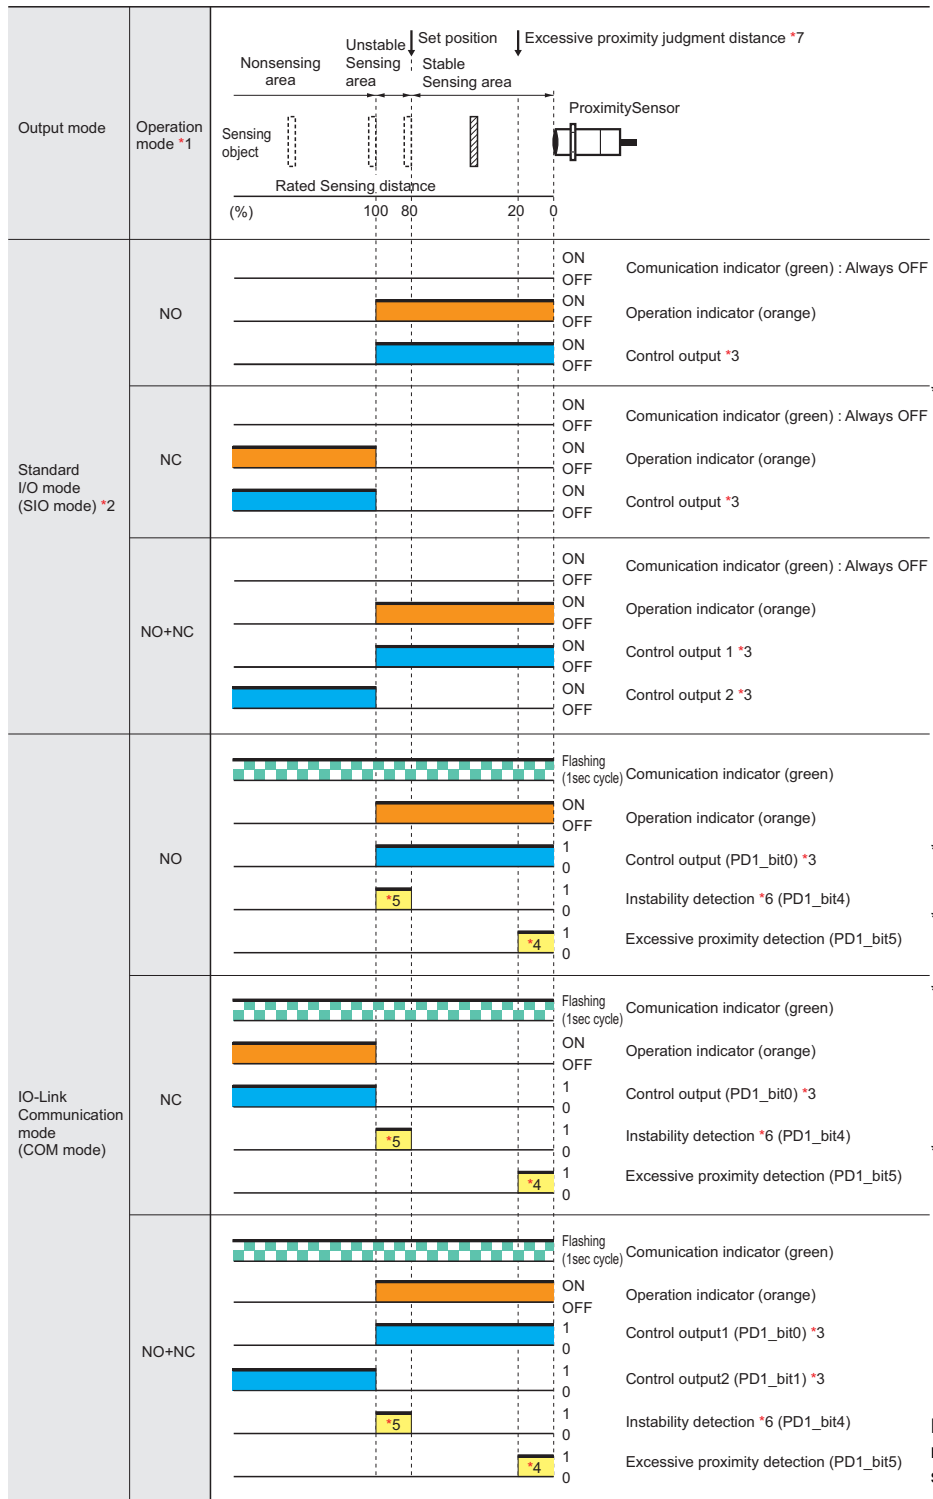 Output mode
Operation
mode *1
Nonsensing
area
Unstable
Sensing
area
Set position
Stable
Sensing area
Excessive proximity judgment distance *7
ProximitySensor
Sensing
object
Rated Sensing distance
(%)
100 80 20 0
Standard
I/O mode
(SIO mode) *2
NO
ON
OFF
Comunication indicator (green) : Always OFF
ON
OFF
Operation indicator (orange)
ON
OFF
Control output *3
NC
ON
OFF
Comunication indicator (green) : Always OFF
ON
OFF
Operation indicator (orange)
ON
OFF
Control output *3
NO+NC
ON
OFF
Comunication indicator (green) : Always OFF
ON
OFF
Operation indicator (orange)
ON
OFF
Control output 1 *3
ON
OFF
Control output 2 *3
IO-Link
Communication
mode
(COM mode)
NO
Flashing
(1sec cycle)
Comunication indicator (green)
ON
OFF
Operation indicator (orange)
1
0
Control output (PD1_bit0) *3
*5
1
0
Instability detection *6 (PD1_bit4)
*4
1
0
Excessive proximity detection (PD1_bit5)
NC
Flashing
(1sec cycle)
Comunication indicator (green)
ON
OFF
Operation indicator (orange)
1
0
Control output (PD1_bit0) *3
*5
1
0
Instability detection *6 (PD1_bit4)
*4
1
0
Excessive proximity detection (PD1_bit5)
NO+NC
Flashing
(1sec cycle)
Comunication indicator (green)
ON
OFF
Operation indicator (orange)
1
0
Control output1 (PD1_bit0) *3
1
0
Control output2 (PD1_bit1) *3
*5
1
0
Instability detection *6 (PD1_bit4)
*4
1
0
Excessive proximity detection (PD1_bit5)